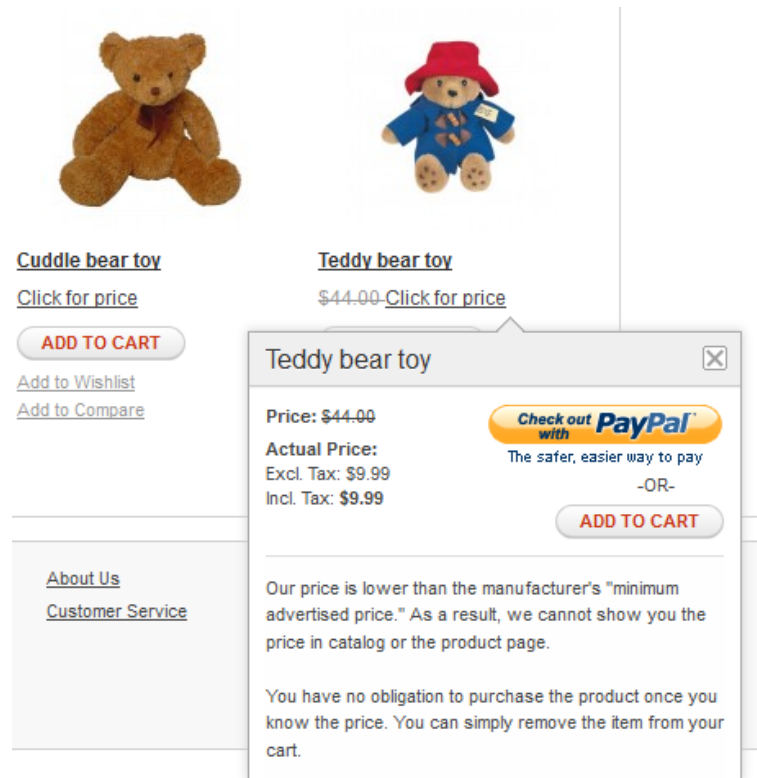 Cuddle bear toy
Click for price
ADD TO CART
Add to Wishlist
Add to Compare
Teddy bear toy
$44.00 Click for price
Teddy bear toy
Price: $44.00
Actual Price:
Excl. Tax: $9.99
Incl. Tax: $9.99
Check out with PayPal
The safer, easier way to pay
-OR-
ADD TO CART
Our price is lower than the manufacturer's "minimum
advertised price." As a result, we cannot show you the
price in catalog or the product page.
You have no obligation to purchase the product once you
know the price. You can simply remove the item from your
cart.
About Us
Customer Service